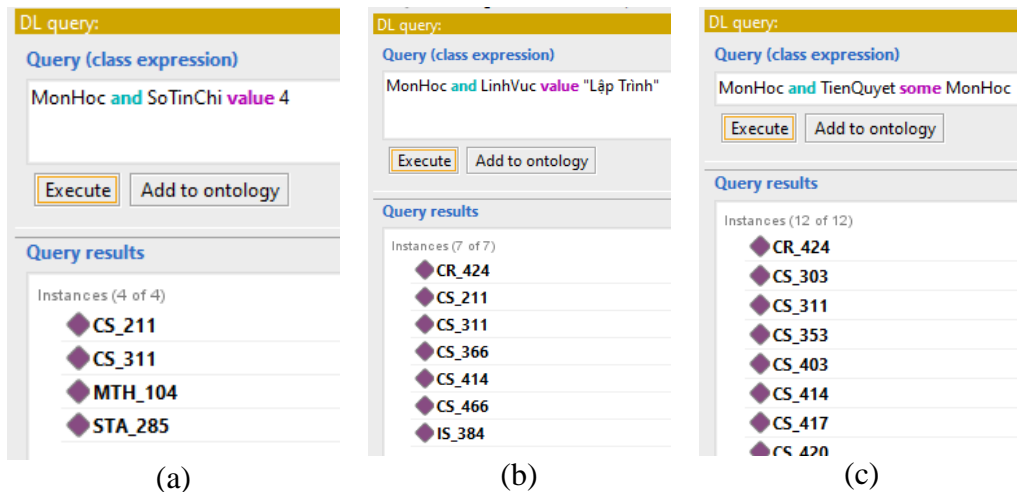 DL query:
Query (class expression)
MonHoc and SoTinChi value 4
Execute
Add to ontology
Query results
Instances (4 of 4)
CS_211
CS_311
MTH_104
STA_285
(a)
DL query:
Query (class expression)
MonHoc and LinhVuc value "Lập Trình"
Execute
Add to ontology
Query results
Instances (7 of 7)
CR_424
CS_211
CS_311
CS_366
CS_414
CS_466
IS_384
(b)
DL query:
Query (class expression)
MonHoc and TienQuyet some MonHoc
Execute
Add to ontology
Query results
Instances (12 of 12)
CR_424
CS_303
CS_311
CS_353
CS_403
CS_414
CS_417
CS_420
(c)